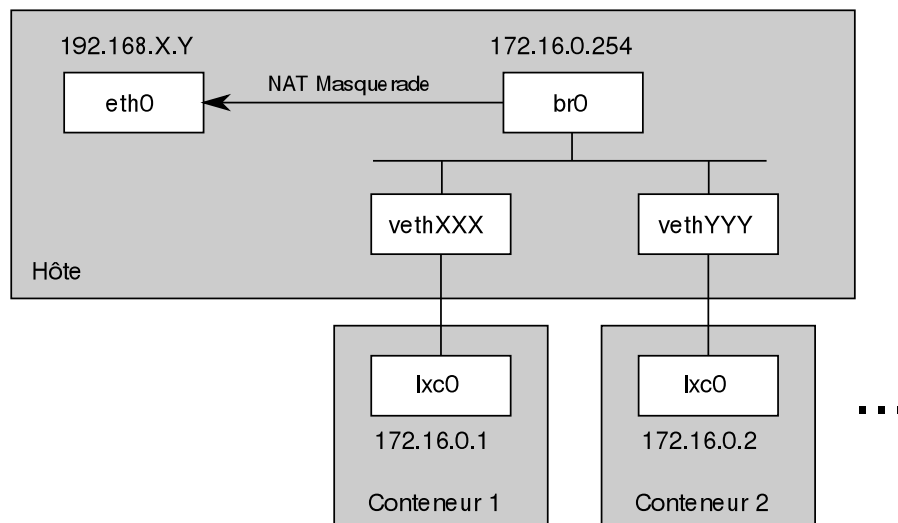 192.168.X.Y
172.16.0.254
NAT Masquerade
eth0
br0
vethXXX
vethYYY
Hôte
lxc0
lxc0
172.16.0.1
172.16.0.2
Conteneur 1
Conteneur 2